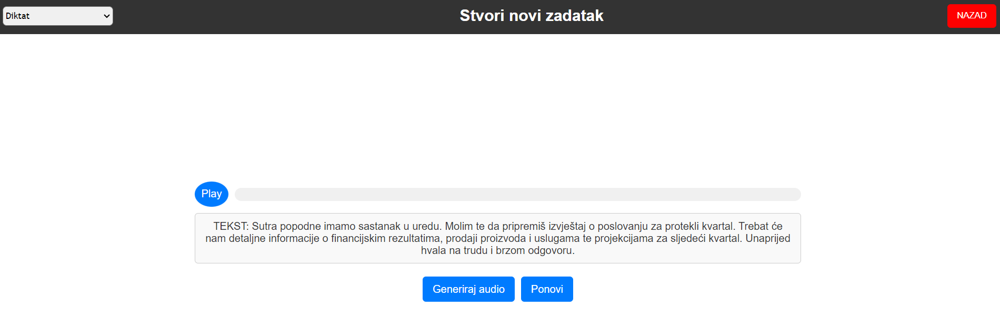 Diktat
Stvori novi zadatak
NAZAD
Play
TEKST: Sutra popodne imamo sastanak u uredu. Molim te da pripremiš izvještaj o poslovanju za protekli kvartal. Trebat će
nam detaljne informacije o financijskim rezultatima, prodaji proizvoda i uslugama te projekcijama za sljedeći kvartal. Unaprijed
hvala na trudu i brzom odgovoru.
Generiraj audio
Ponovi